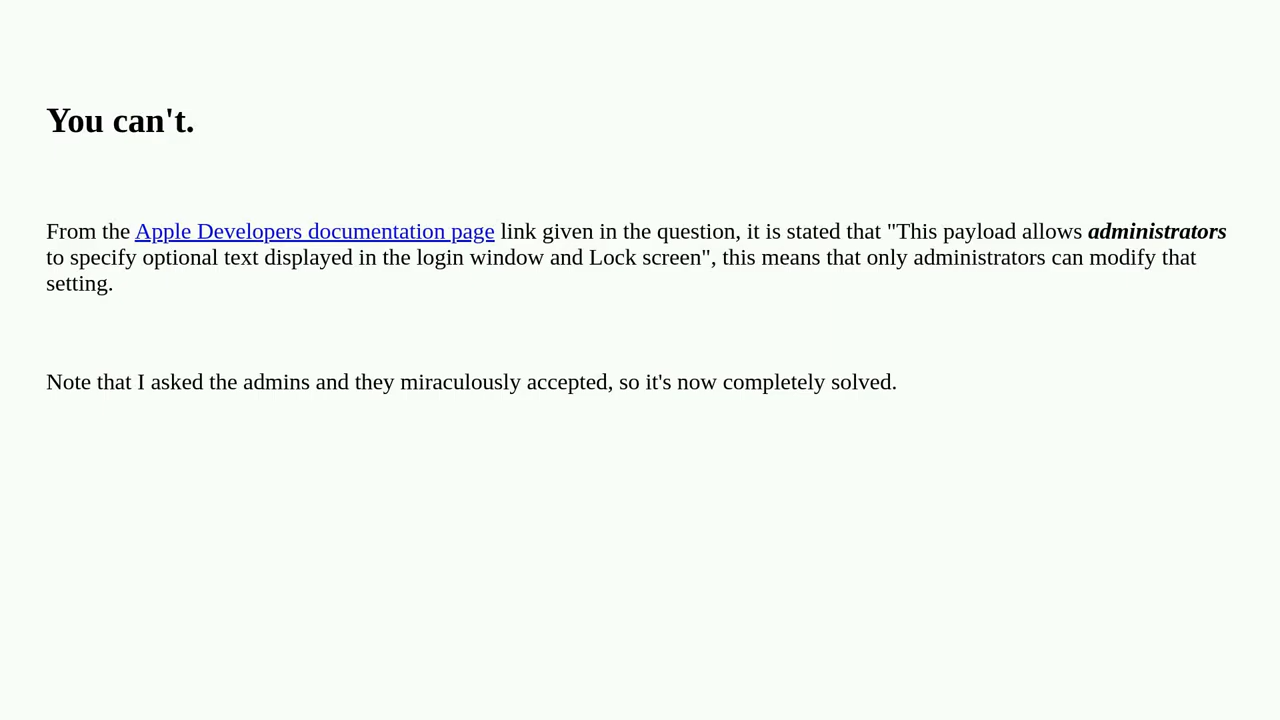 You can't.
From the Apple Developers documentation page link given in the question, it is stated that "This payload allows administrators
to specify optional text displayed in the login window and Lock screen", this means that only administrators can modify that
setting.
Note that I asked the admins and they miraculously accepted, so it's now completely solved.